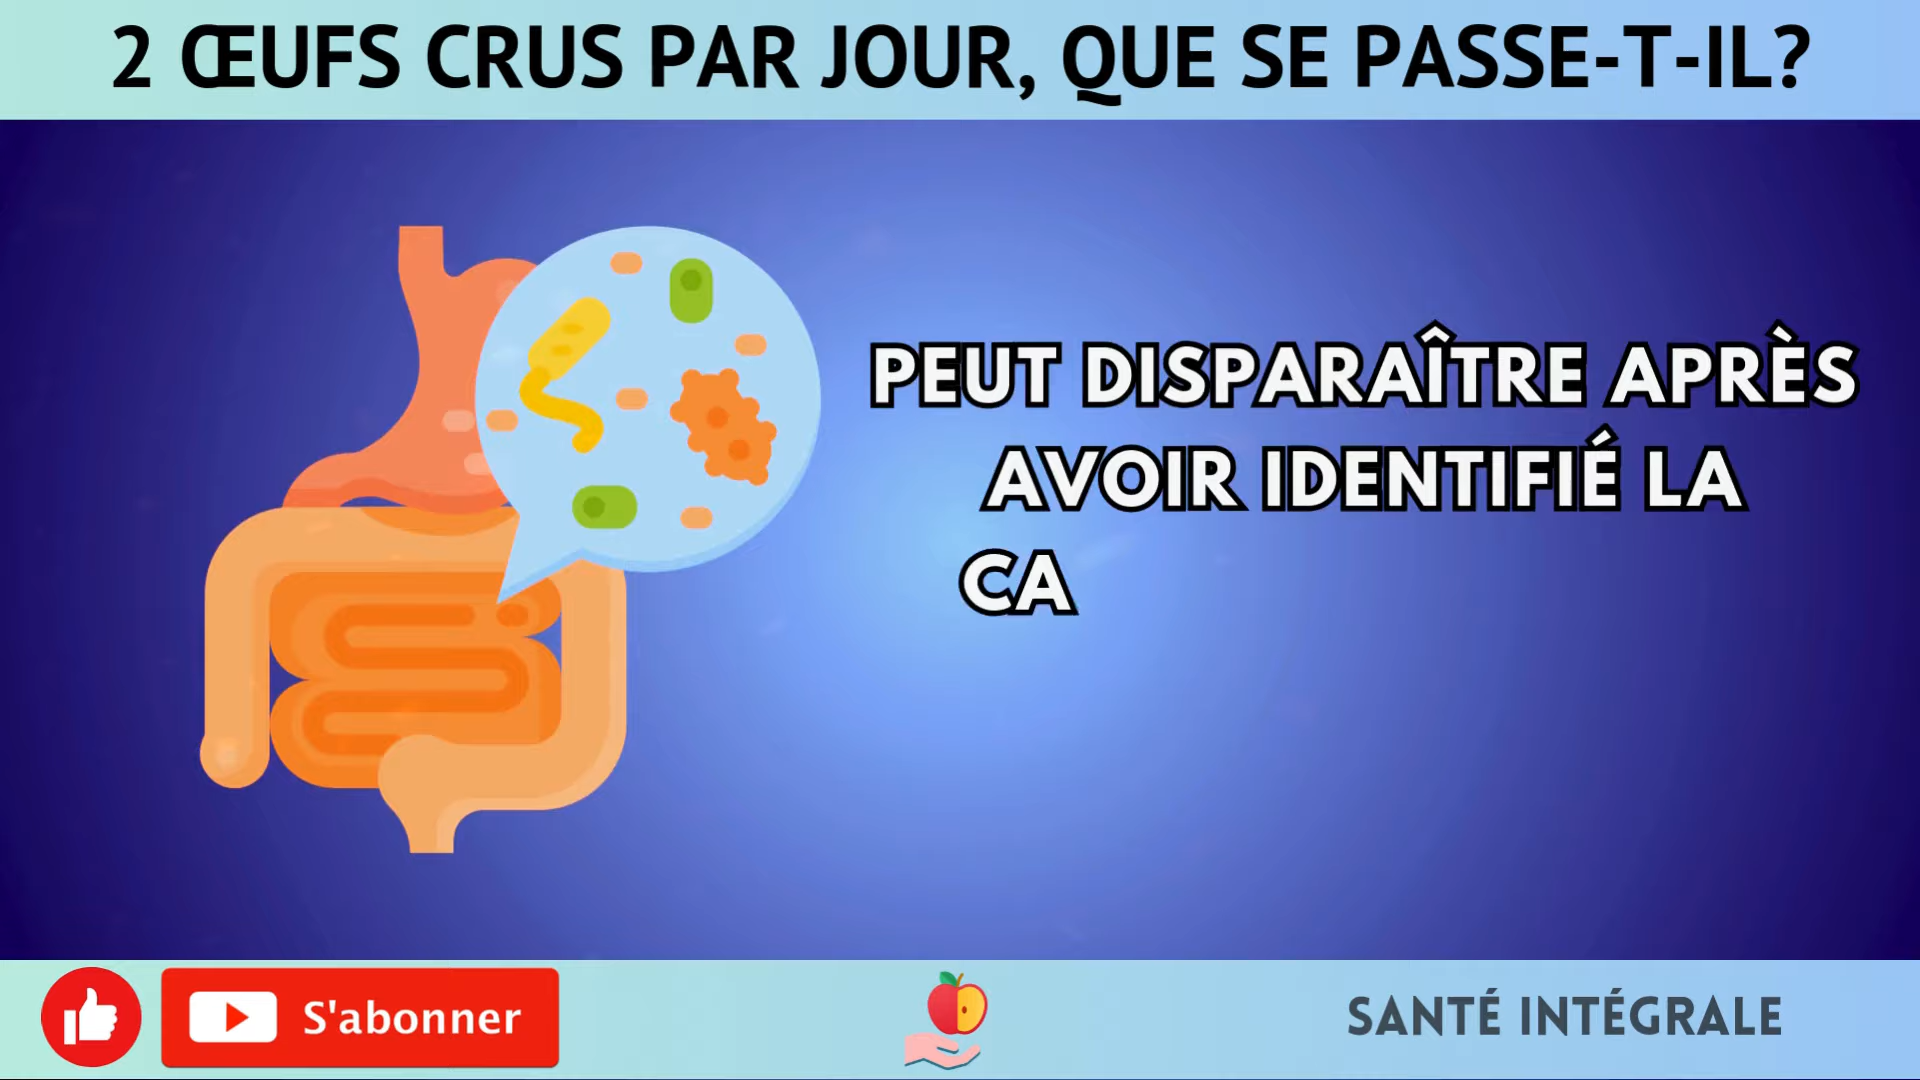 2 ŒUFS CRUS PAR JOUR, QUE SE PASSE-T-IL?
PEUT DISPARAÎTRE APRÈS
AVOIR IDENTIFIÉ LA
CA
S'abonner
SANTÉ INTÉGRALE